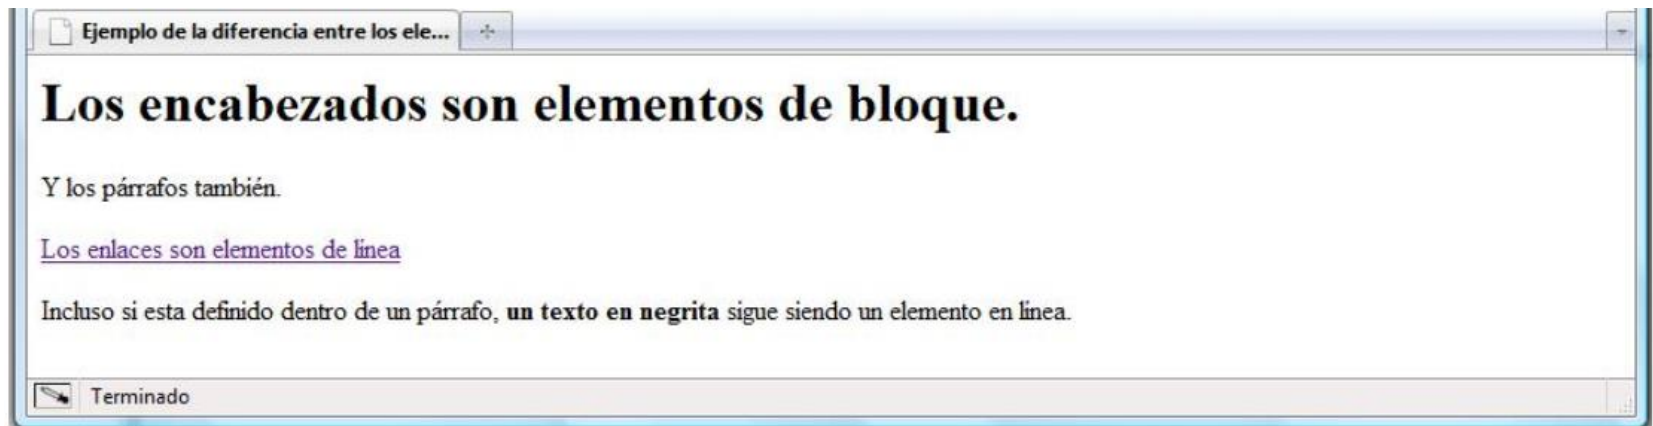 Ejemplo de la diferencia entre los ele...
Los encabezados son elementos de bloque.
Y los párrafos también.
Los enlaces son elementos de línea
Incluso si esta definido dentro de un párrafo, un texto en negrita sigue siendo un elemento en línea.
Terminado